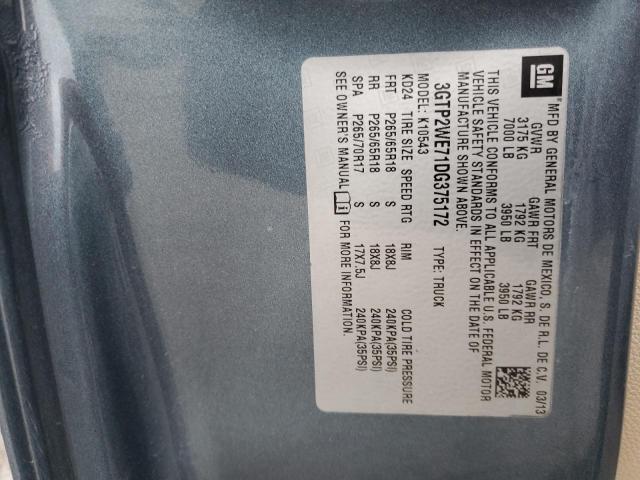 GM MFD BY GENERAL MOTORS DE MEXICO, S. DE R.L. DE C.V. 03/13
GVWR GAWR FRT GAWR RR
3175 KG 1792 KG 1792 KG
7000 LB 3950 LB 3950 LB
THIS VEHICLE CONFORMS TO ALL APPLICABLE U.S. FEDERAL MOTOR
VEHICLE SAFETY STANDARDS IN EFFECT ON THE DATE OF
MANUFACTURE SHOWN ABOVE.
3GTP2WE71DG375172 TYPE: TRUCK
MODEL: K10543
KD24 TIRE SIZE SPEED RTG RIM COLD TIRE PRESSURE
FRT P265/65R18 S 18X8J 240KPA(35PSI)
RR P265/65R18 S 18X8J 240KPA(35PSI)
SPA P265/70R17 S 17X7.5J 240KPA(35PSI)
SEE OWNER'S MANUAL FOR MORE INFORMATION.